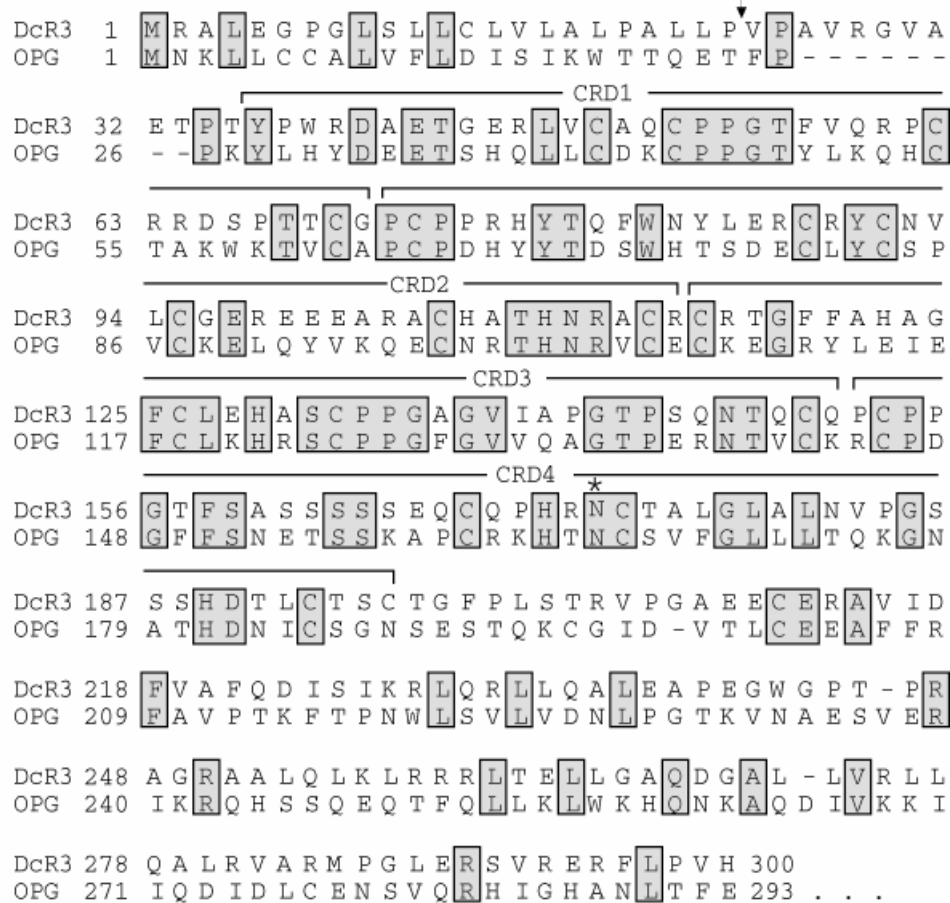 DcR3 1 M R A L E G P G L S L L C L V L A L P A L L P V P A V R G V A
OPG 1 M N K L L C C A L V F L D I S I K W T T Q E T F P - - - - - -
CRD1
DcR3 32 E T P T Y P W R D A E T G E R L V C A Q C P P G T F V Q R P C
OPG 26 - - P K Y L H Y D E E T S H Q L L C D K C P P G T Y L K Q H C
DcR3 63 R R D S P T T C G P C P P R H Y T Q F W N Y L E R C R Y C N V
OPG 55 T A K W K T V C A P C P D H Y Y T D S W H T S D E C L Y C S P
CRD2
DcR3 94 L C G E R E E E A R A C H A T H N R A C R C R T G F F A H A G
OPG 86 V C K E L Q Y V K Q E C N R T H N R V C E C K E G R Y L E I E
CRD3
DcR3 125 F C L E H A S C P P G A G V I A P G T P S Q N T Q C Q P C P P
OPG 117 F C L K H R S C P P G F G V V Q A G T P E R N T V C K R C P D
CRD4
*
DcR3 156 G T F S A S S S S S E Q C Q P H R N C T A L G L A L N V P G S
OPG 148 G F F S N E T S S K A P C R K H T N C S V F G L L L T Q K G N
DcR3 187 S S H D T L C T S C T G F P L S T R V P G A E E C E R A V I D
OPG 179 A T H D N I C S G N S E S T Q K C G I D - V T L C E E A F F R
DcR3 218 F V A F Q D I S I K R L Q R L L Q A L E A P E G W G P T - P R
OPG 209 F A V P T K F T P N W L S V L V D N L P G T K V N A E S V E R
DcR3 248 A G R A A L Q L K L R R R L T E L L G A Q D G A L - L V R L L
OPG 240 I K R Q H S S Q E Q T F Q L L K L W K H Q N K A Q D I V K K I
DcR3 278 Q A L R V A R M P G L E R S V R E R F L P V H 300
OPG 271 I Q D I D L C E N S V Q R H I G H A N L T F E 293 . . .